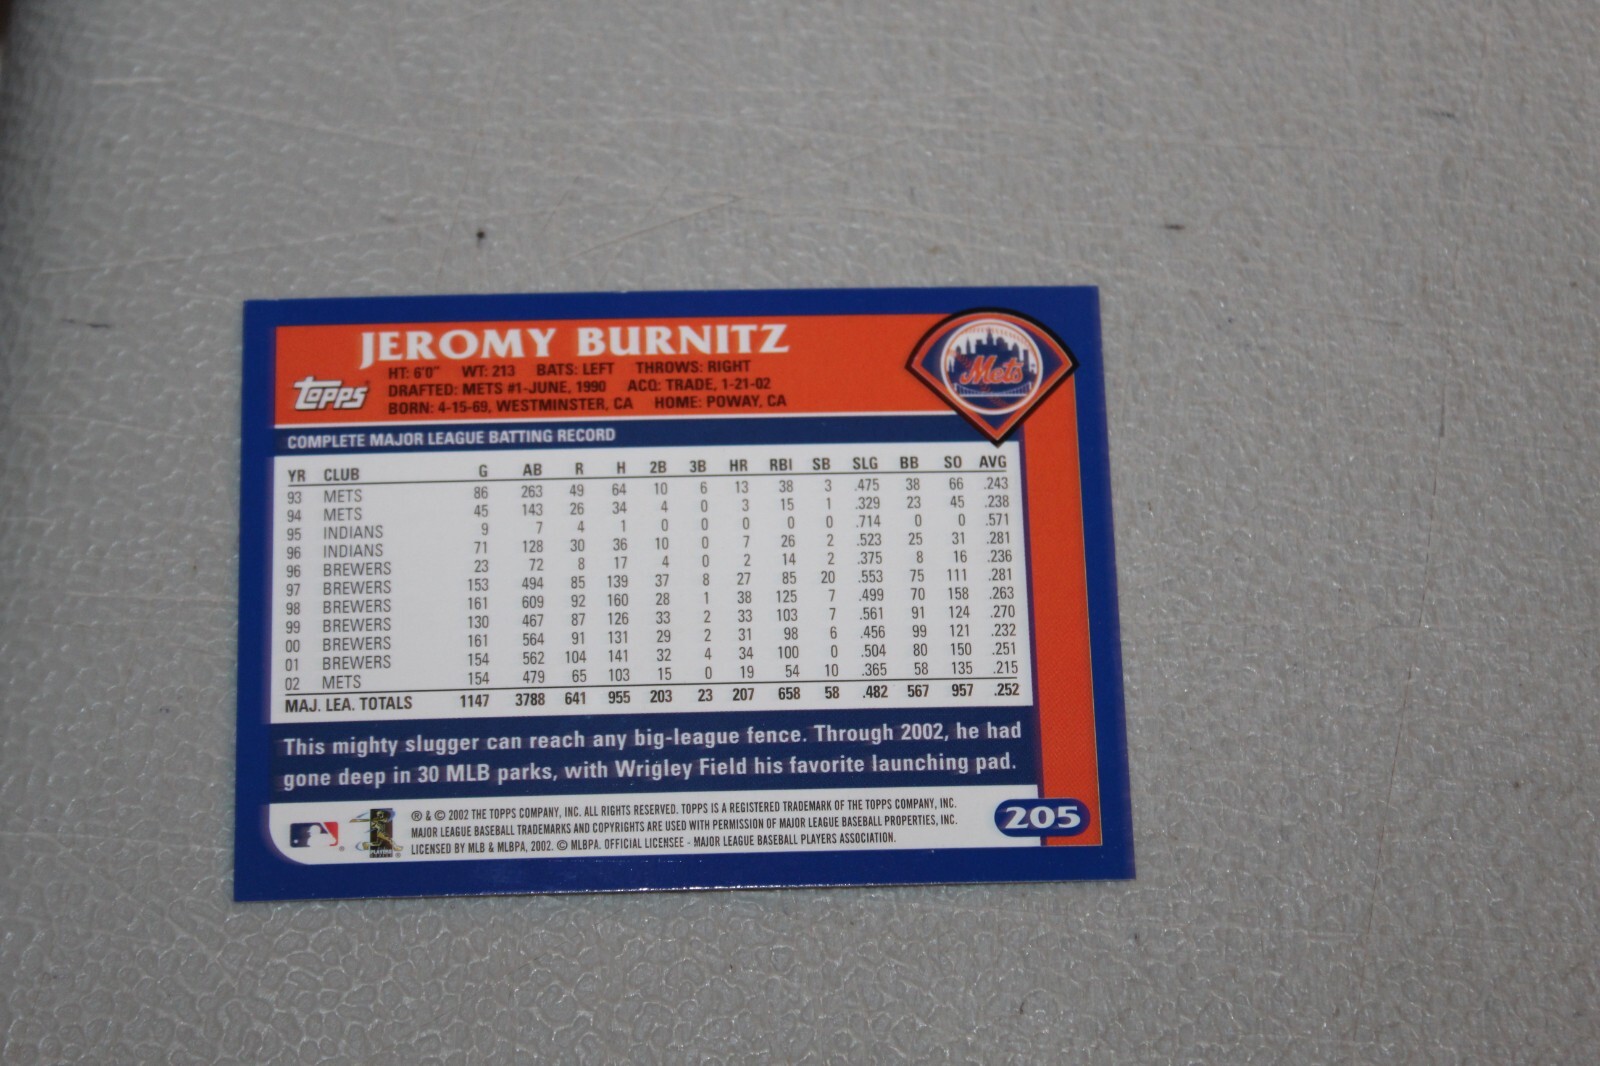 JEROMY BURNITZ
topps
HT: 6'0" WT: 213 BATS: LEFT THROWS: RIGHT
DRAFTED: METS #1-JUNE, 1990 ACQ: TRADE, 1-21-02
BORN: 4-15-69, WESTMINSTER, CA HOME: POWAY, CA
Mets
COMPLETE MAJOR LEAGUE BATTING RECORD
YR CLUB G AB R H 2B 3B HR RBI SB SLG BB SO AVG
93 METS 86 263 49 64 10 6 13 38 3 .475 38 66 .243
94 METS 45 143 26 34 4 0 3 15 1 .329 23 45 .238
95 INDIANS 9 7 4 4 1 0 0 0 0 .714 0 0 .571
96 INDIANS 71 128 30 36 10 0 7 26 2 .523 25 31 .281
96 BREWERS 23 72 8 17 4 0 2 14 2 .375 8 16 .236
97 BREWERS 153 494 85 139 37 8 27 85 20 .553 75 111 .281
98 BREWERS 161 609 92 160 28 1 38 125 7 .499 70 158 .263
99 BREWERS 130 467 87 126 33 2 33 103 7 .561 91 124 .270
00 BREWERS 161 564 91 131 29 2 31 98 6 .456 99 121 .232
01 BREWERS 154 562 104 141 32 4 34 100 0 .504 80 150 .251
02 METS 154 479 65 103 15 0 19 54 10 .365 58 135 .215
MAJ. LEA. TOTALS 1147 3788 641 955 203 23 207 658 58 .482 567 957 .252
This mighty slugger can reach any big-league fence. Through 2002, he had
gone deep in 30 MLB parks, with Wrigley Field his favorite launching pad.
® & © 2002 THE TOPPS COMPANY, INC. ALL RIGHTS RESERVED. TOPPS IS A REGISTERED TRADEMARK OF THE TOPPS COMPANY, INC.
MAJOR LEAGUE BASEBALL TRADEMARKS AND COPYRIGHTS ARE USED WITH PERMISSION OF MAJOR LEAGUE BASEBALL PROPERTIES, INC.
LICENSED BY MLB & MLBPA, 2002. © MLBPA. OFFICIAL LICENSEE - MAJOR LEAGUE BASEBALL PLAYERS ASSOCIATION.
205